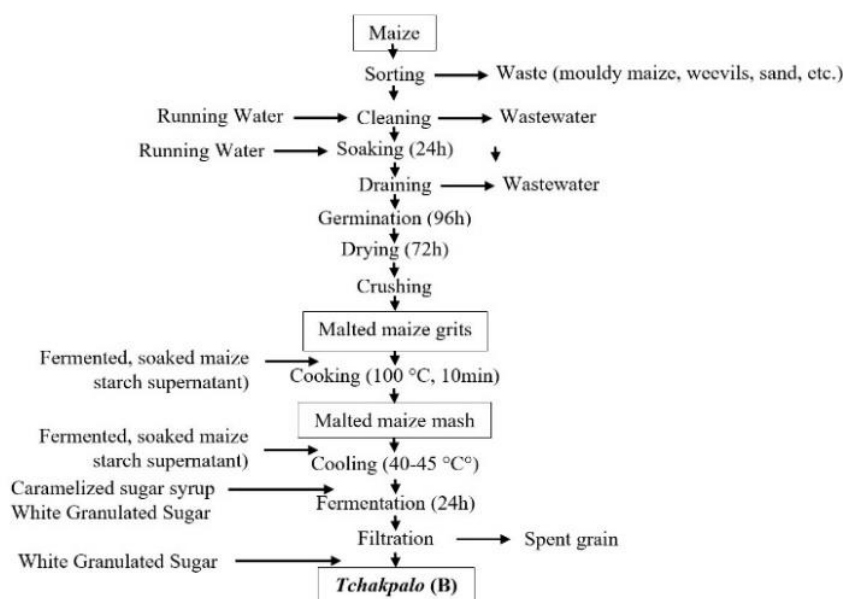 Maize
Sorting
Waste (mouldy maize, weevils, sand, etc.)
Running Water
Cleaning
Wastewater
Running Water
Soaking (24h)
Draining
Wastewater
Germination (96h)
Drying (72h)
Crushing
Malted maize grits
Fermented, soaked maize
starch supernatant)
Cooking (100 °C, 10min)
Malted maize mash
Fermented, soaked maize
starch supernatant)
Cooling (40-45 °C°)
Caramelized sugar syrup
White Granulated Sugar
Fermentation (24h)
Filtration
Spent grain
White Granulated Sugar
Tchakpalo (B)